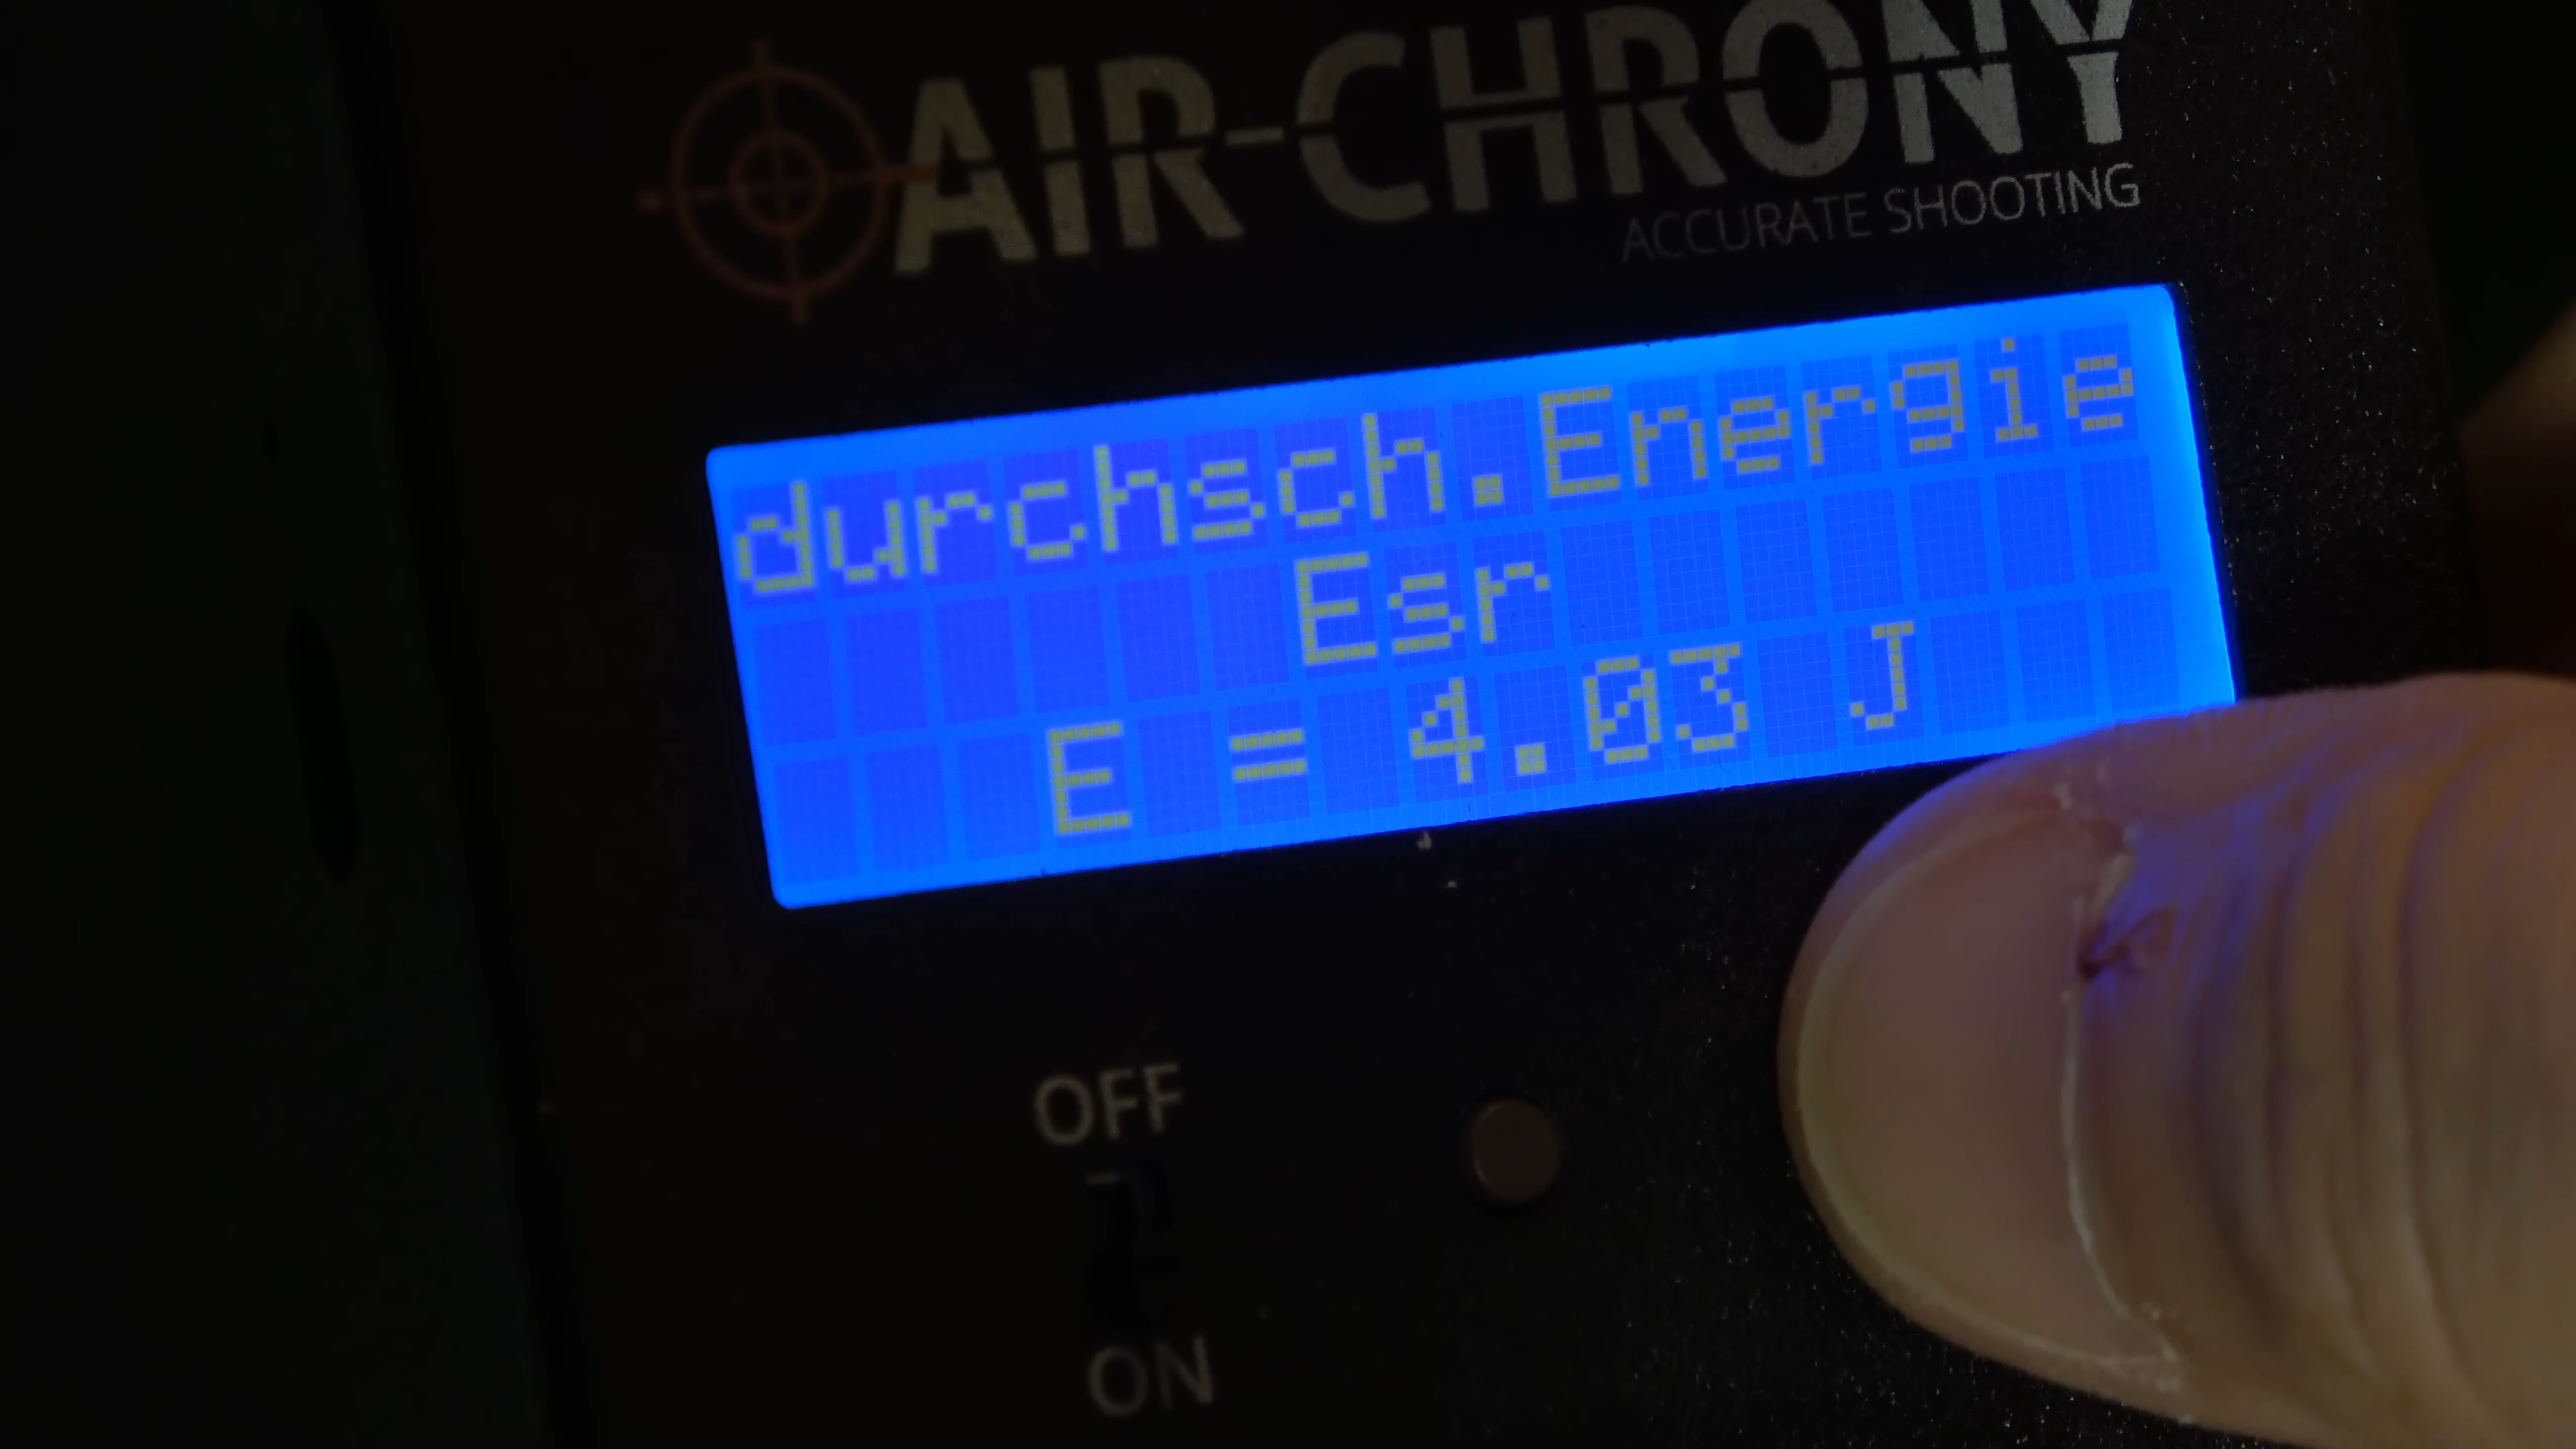 AIR-CHRONY
ACCURATE SHOOTING
durchsch.Energie
Esr
E = 4.03 J
OFF
ON